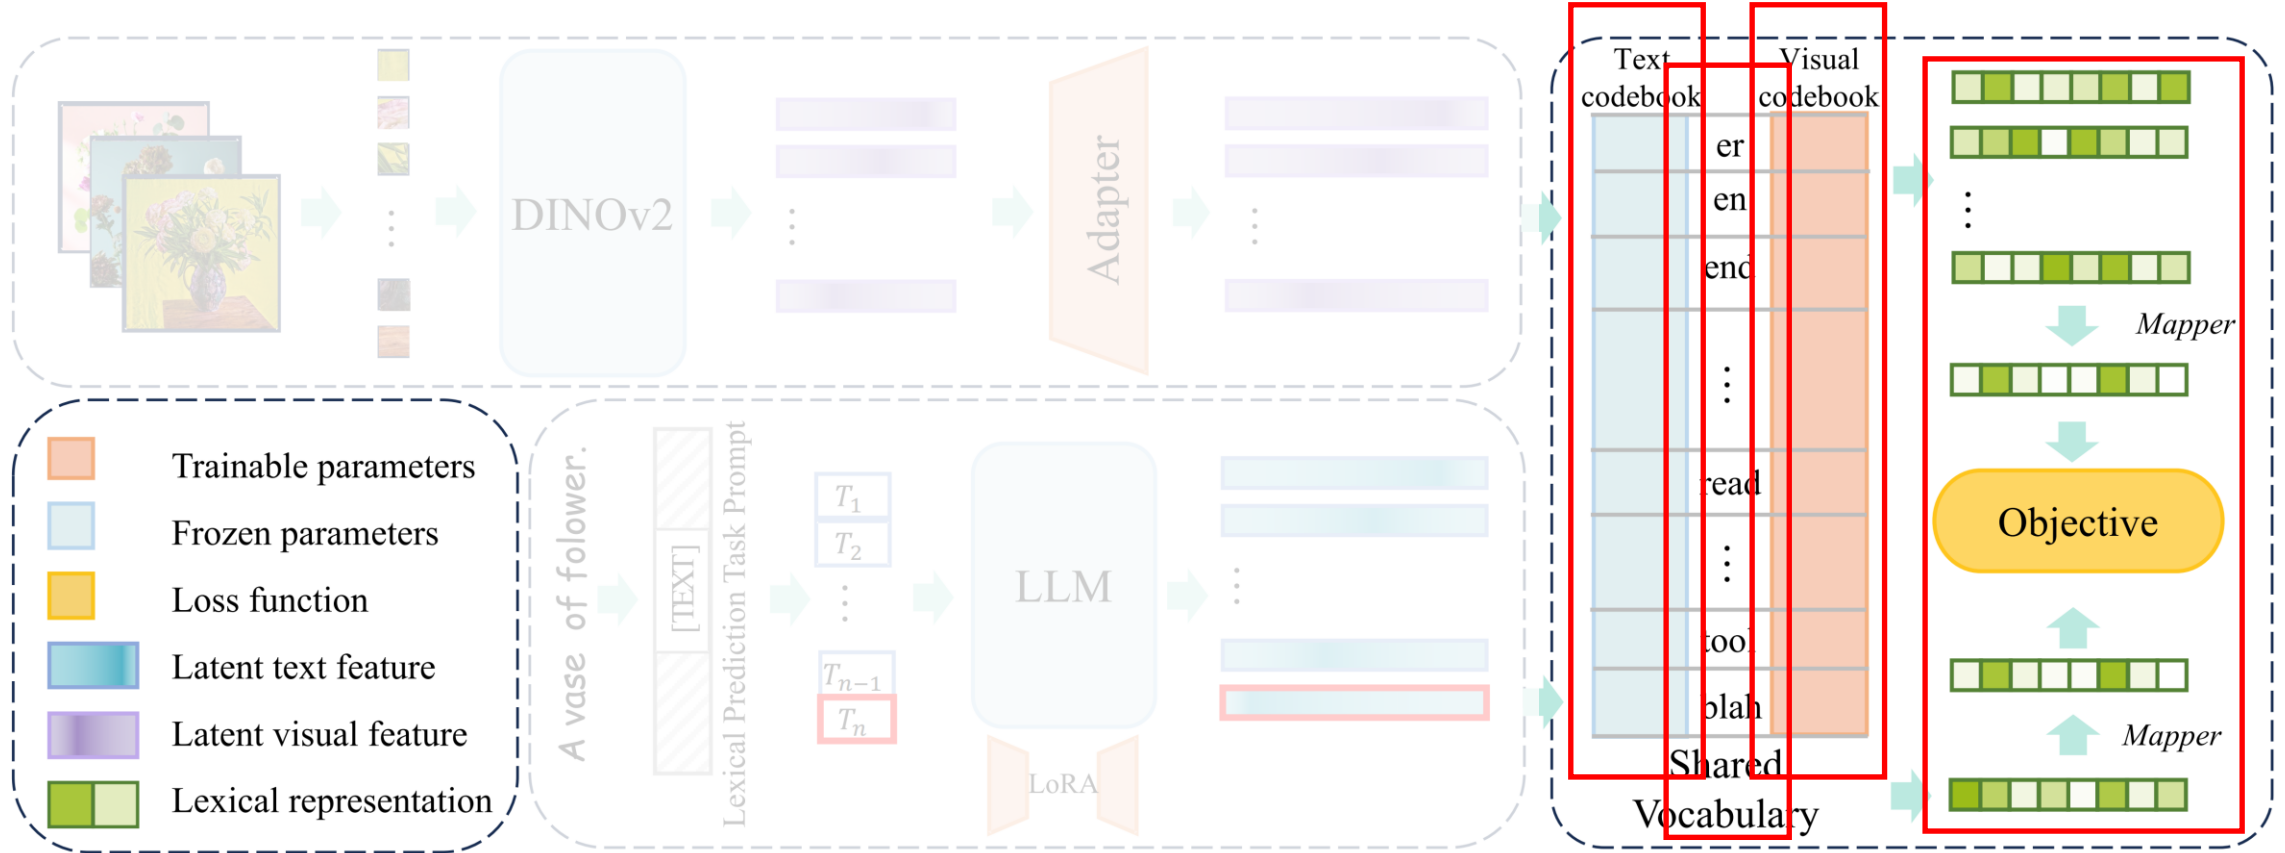 DINOv2
Adapter
Text codebook
Visual codebook
er
en
end
read
tool
blah
Shared
Vocabulary
Mapper
Objective
Mapper
Trainable parameters
Frozen parameters
Loss function
Latent text feature
Latent visual feature
Lexical representation
A vase of folower.
[TEXT]
Lexical Prediction Task Prompt
T₁
T₂
Tₙ₋₁
Tₙ
LLM
LoRA